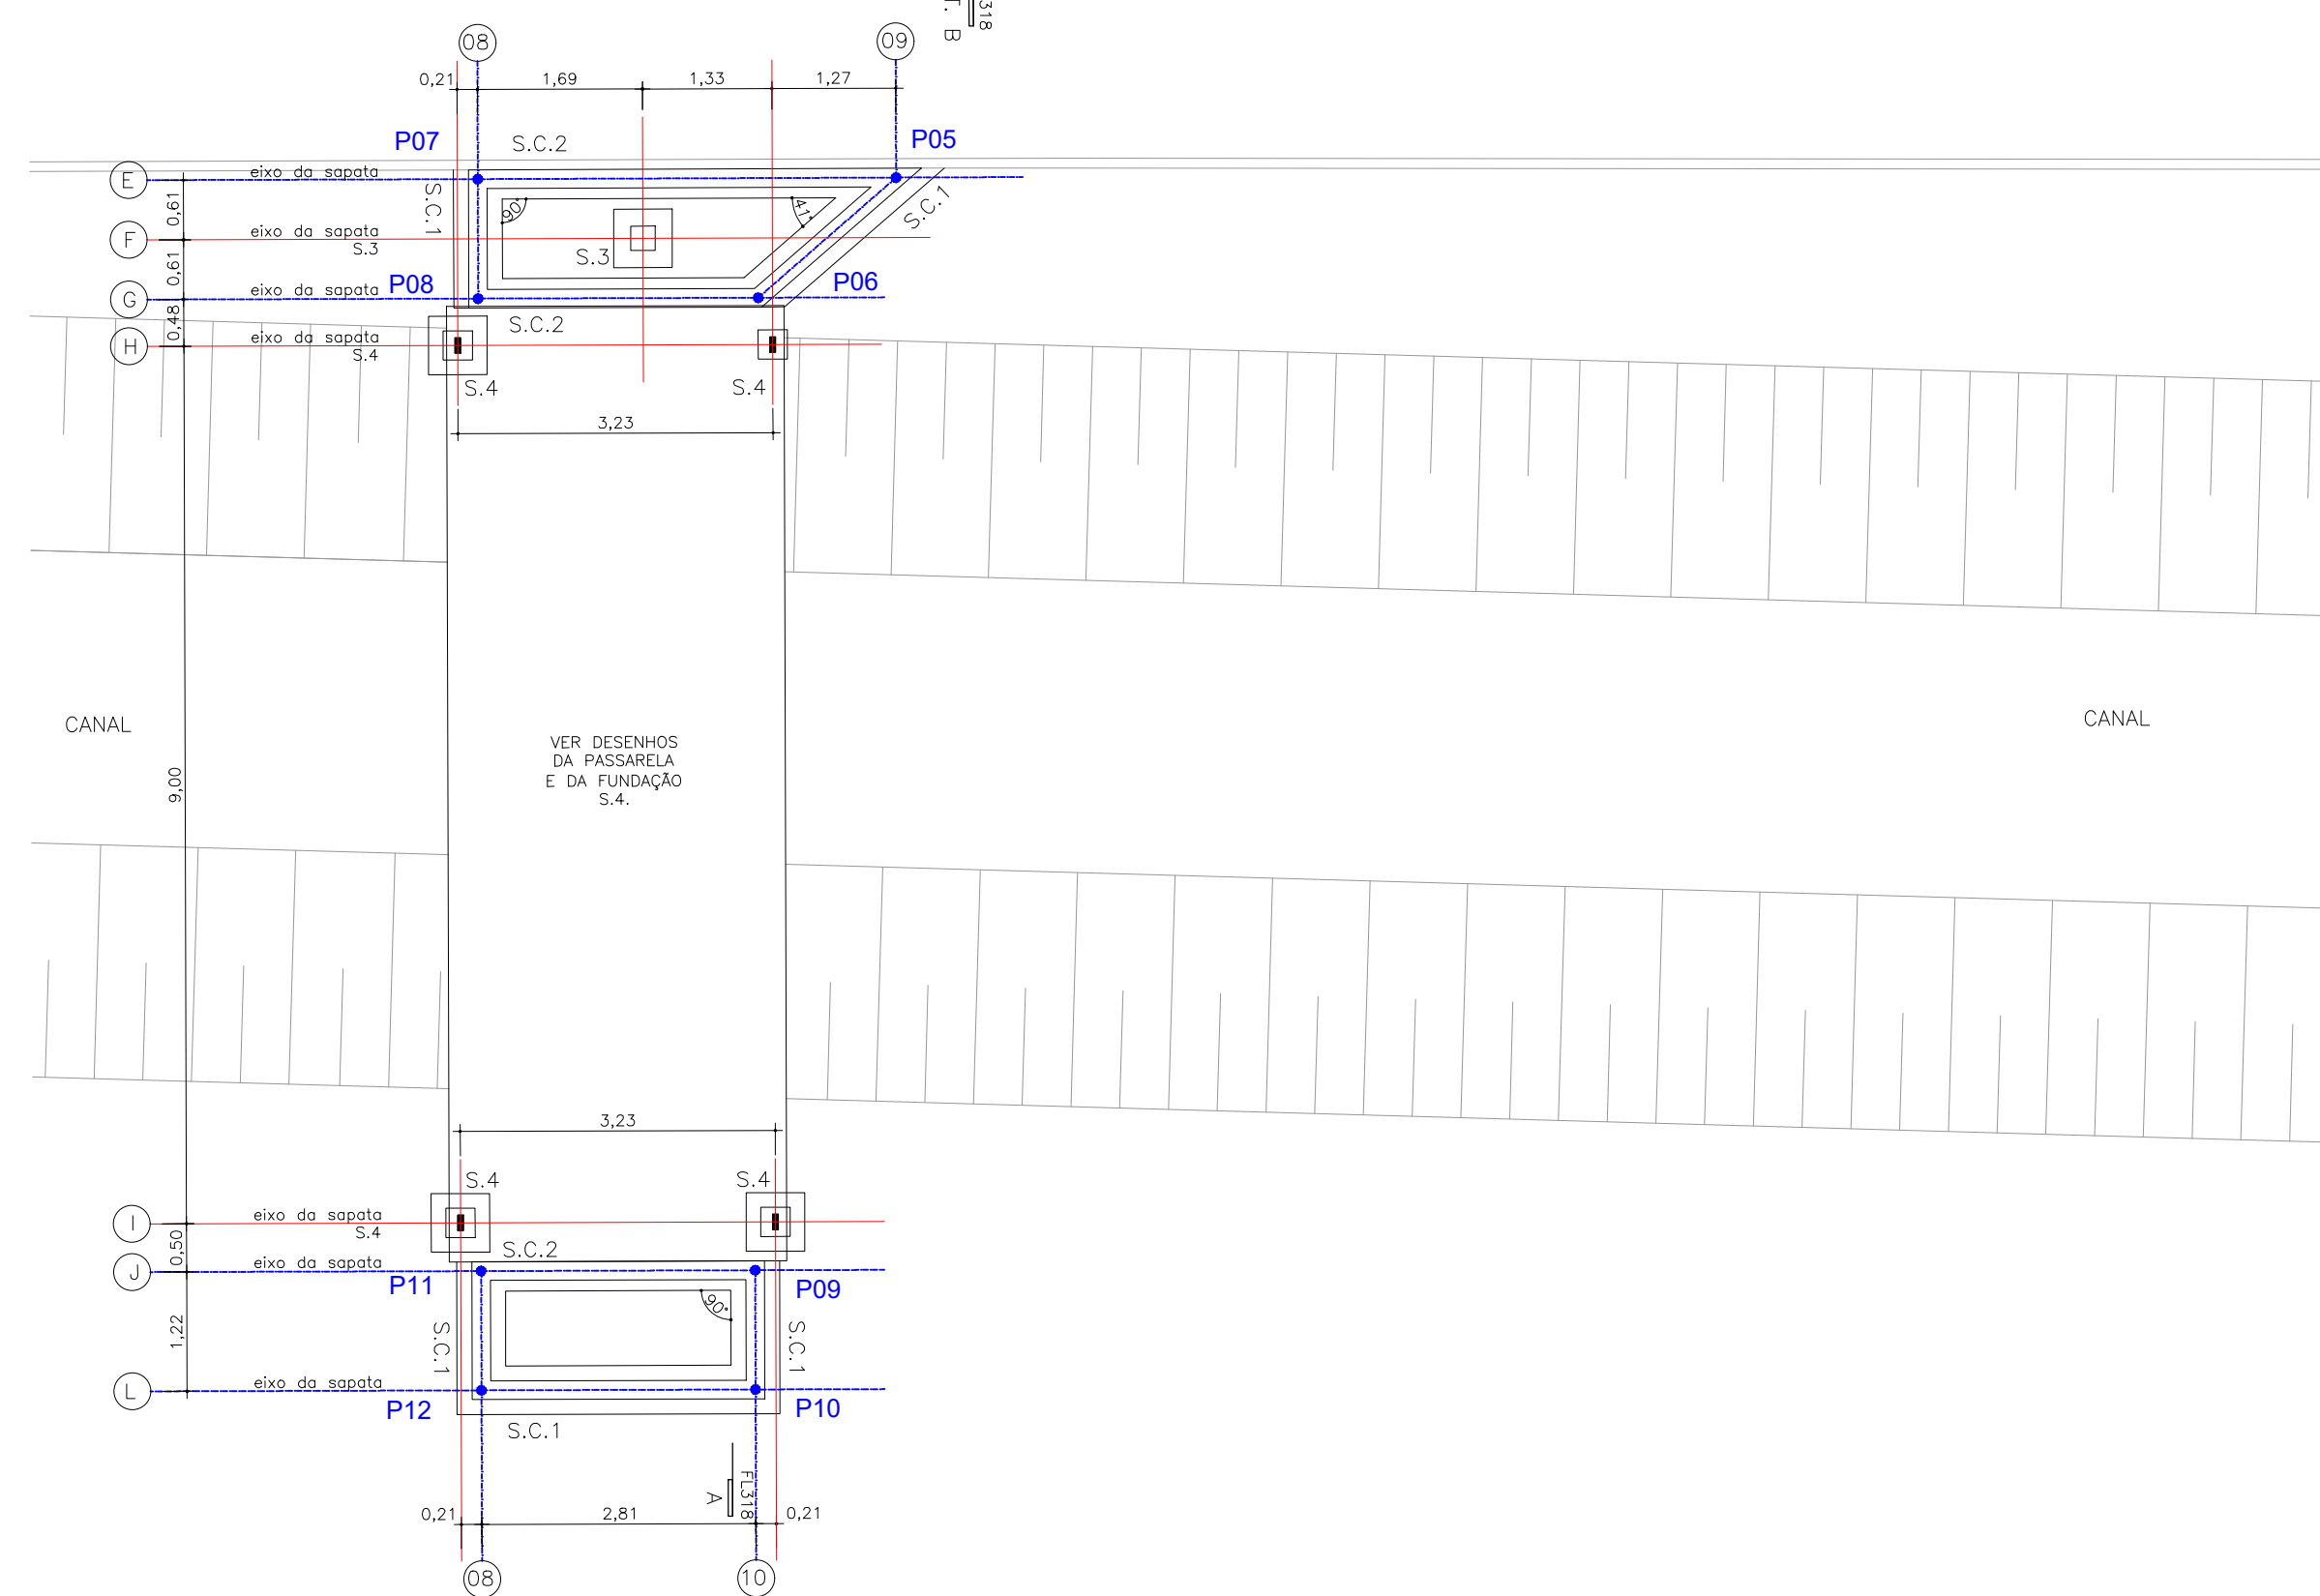 318
T. B
08
09
0,21
1,69
1,33
1,27
P07
S.C.2
P05
E
eixo da sapata
S.C.1
90°
41°
S.C.1
0,61
F
eixo da sapata
S.3
S.3
0,61
G
eixo da sapata
P08
P06
0,48
H
eixo da sapata
S.4
S.C.2
S.4
S.4
3,23
CANAL
CANAL
VER DESENHOS
DA PASSARELA
E DA FUNDAÇÃO
S.4.
9,00
3,23
S.4
S.4
I
eixo da sapata
S.4
0,50
S.C.2
J
eixo da sapata
P11
P09
90°
1,22
S.C.1
S.C.1
L
eixo da sapata
P12
P10
S.C.1
FL318
A
0,21
2,81
0,21
08
10